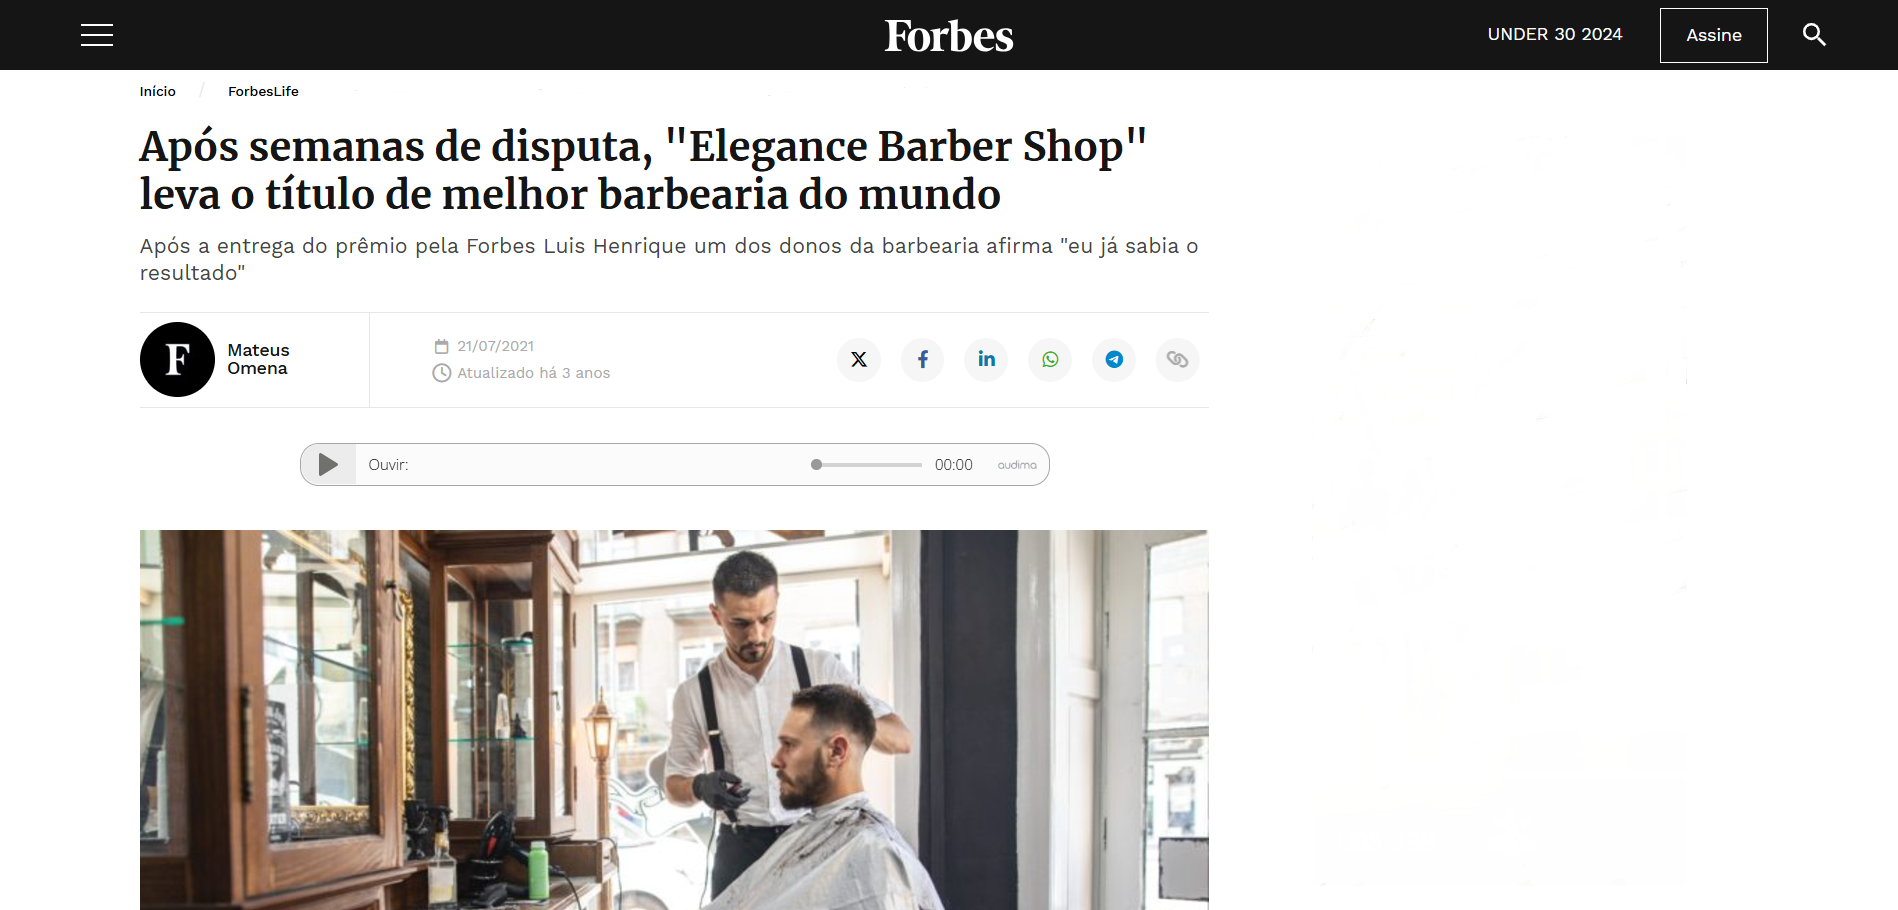 Forbes
UNDER 30 2024
Assine
Início / ForbesLife
Após semanas de disputa, "Elegance Barber Shop"
leva o título de melhor barbearia do mundo
Após a entrega do prêmio pela Forbes Luis Henrique um dos donos da barbearia afirma "eu já sabia o
resultado"
F
Mateus
Omena
21/07/2021
Atualizado há 3 anos
Ouvir:
00:00
audima